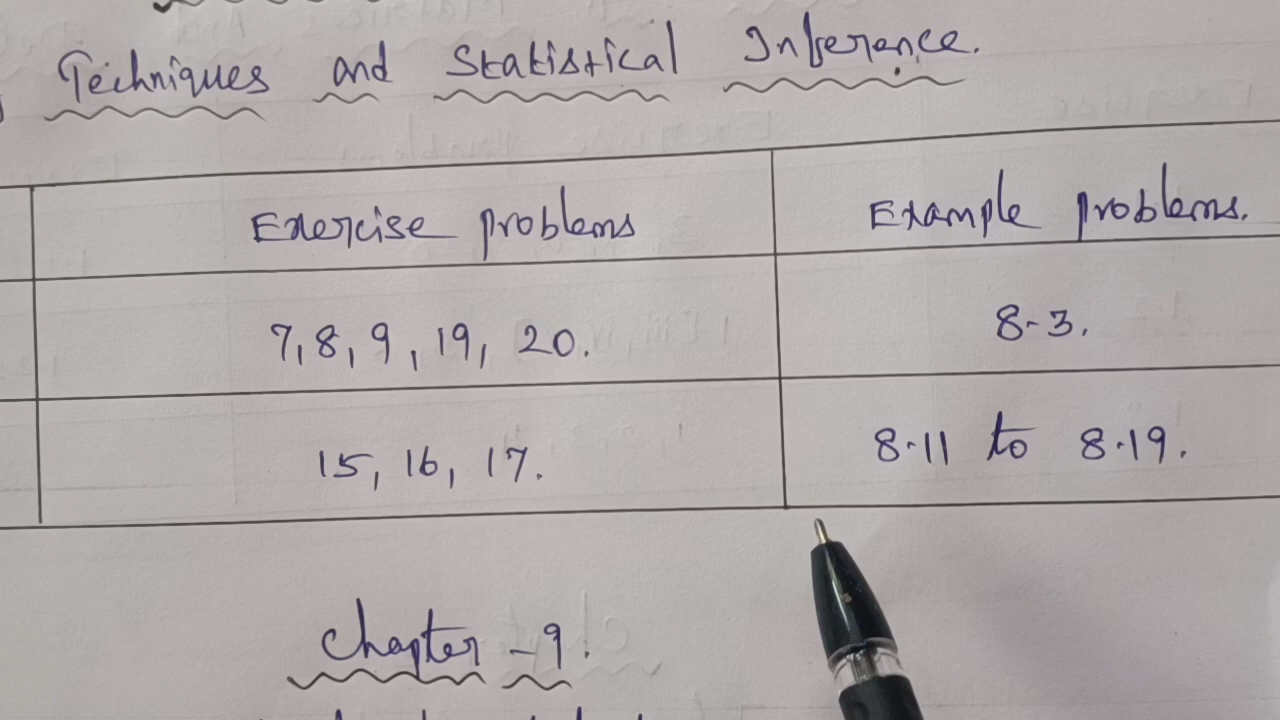 Techniques and Statistical Inference.
Exercise problems Example problems.
7, 8, 9, 19, 20. 8.3.
15, 16, 17. 8.11 to 8.19.
Chapter - 9.